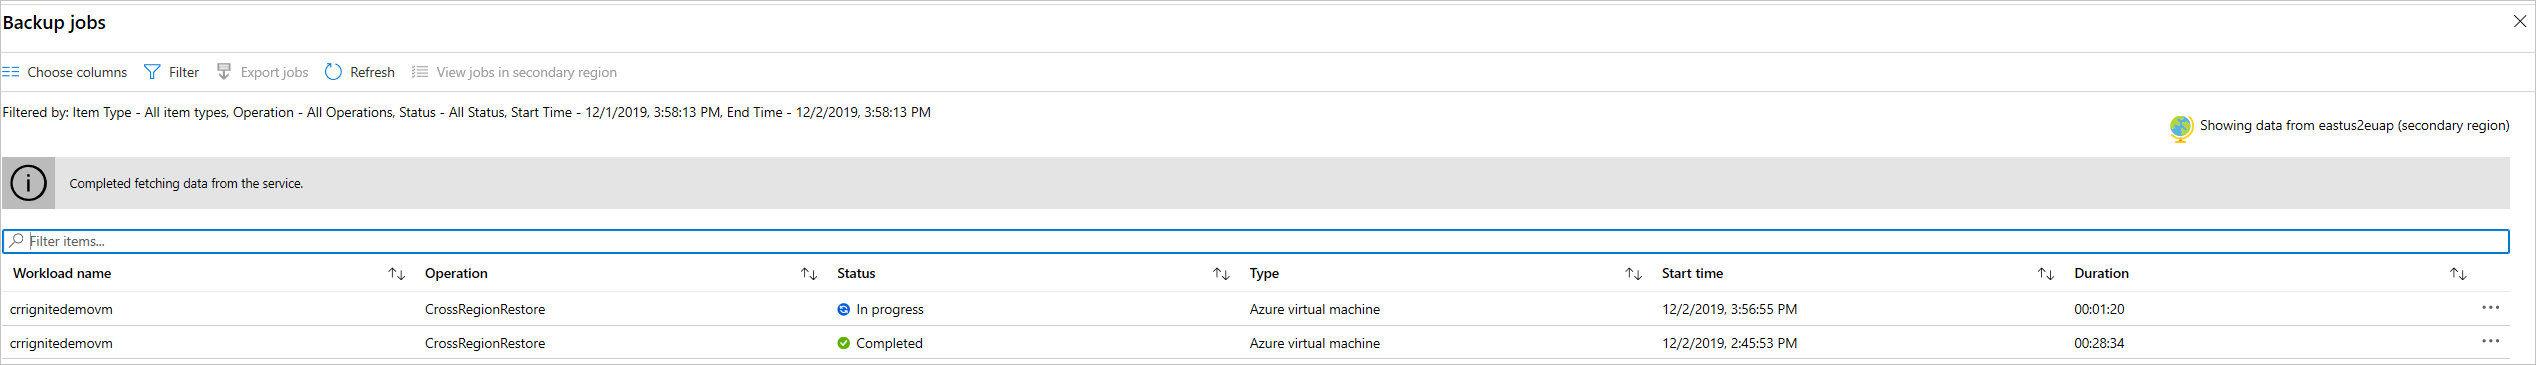 Backup jobs
Choose columns Filter Export jobs Refresh View jobs in secondary region
Filtered by: Item Type - All item types, Operation - All Operations, Status - All Status, Start Time - 12/1/2019, 3:58:13 PM, End Time - 12/2/2019, 3:58:13 PM
Showing data from eastus2euap (secondary region)
Completed fetching data from the service.
Filter items...
Workload name Operation Status Type Start time Duration
crrignitedemovm CrossRegionRestore In progress Azure virtual machine 12/2/2019, 3:56:55 PM 00:01:20
crrignitedemovm CrossRegionRestore Completed Azure virtual machine 12/2/2019, 2:45:53 PM 00:28:34